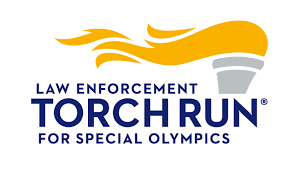 LAW ENFORCEMENT
TORCH RUN®
FOR SPECIAL OLYMPICS